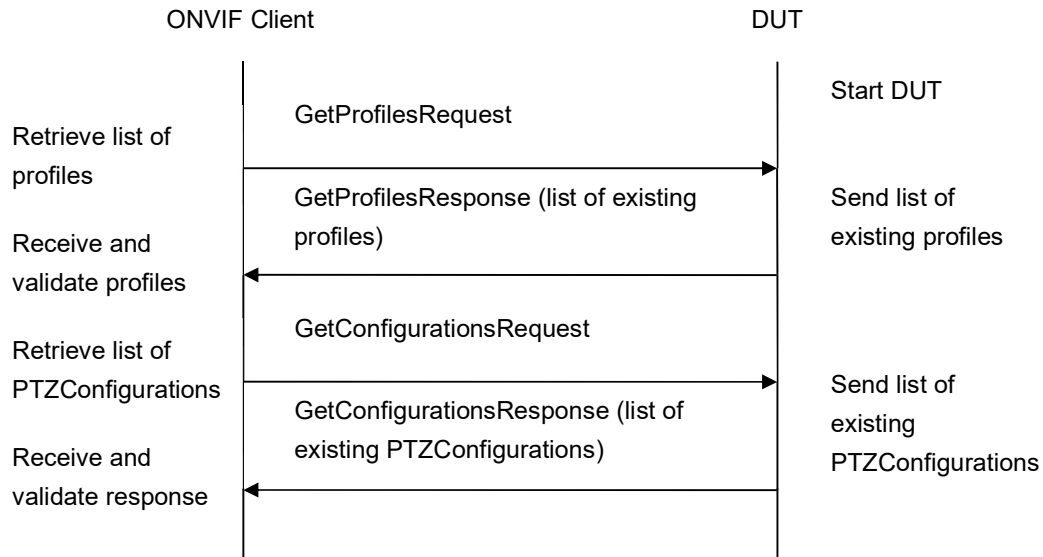 ONVIF Client
DUT
Start DUT
GetProfilesRequest
Retrieve list of
profiles
GetProfilesResponse (list of existing
profiles)
Send list of
existing profiles
Receive and
validate profiles
GetConfigurationsRequest
Retrieve list of
PTZConfigurations
GetConfigurationsResponse (list of
existing PTZConfigurations)
Send list of
existing
PTZConfigurations
Receive and
validate response